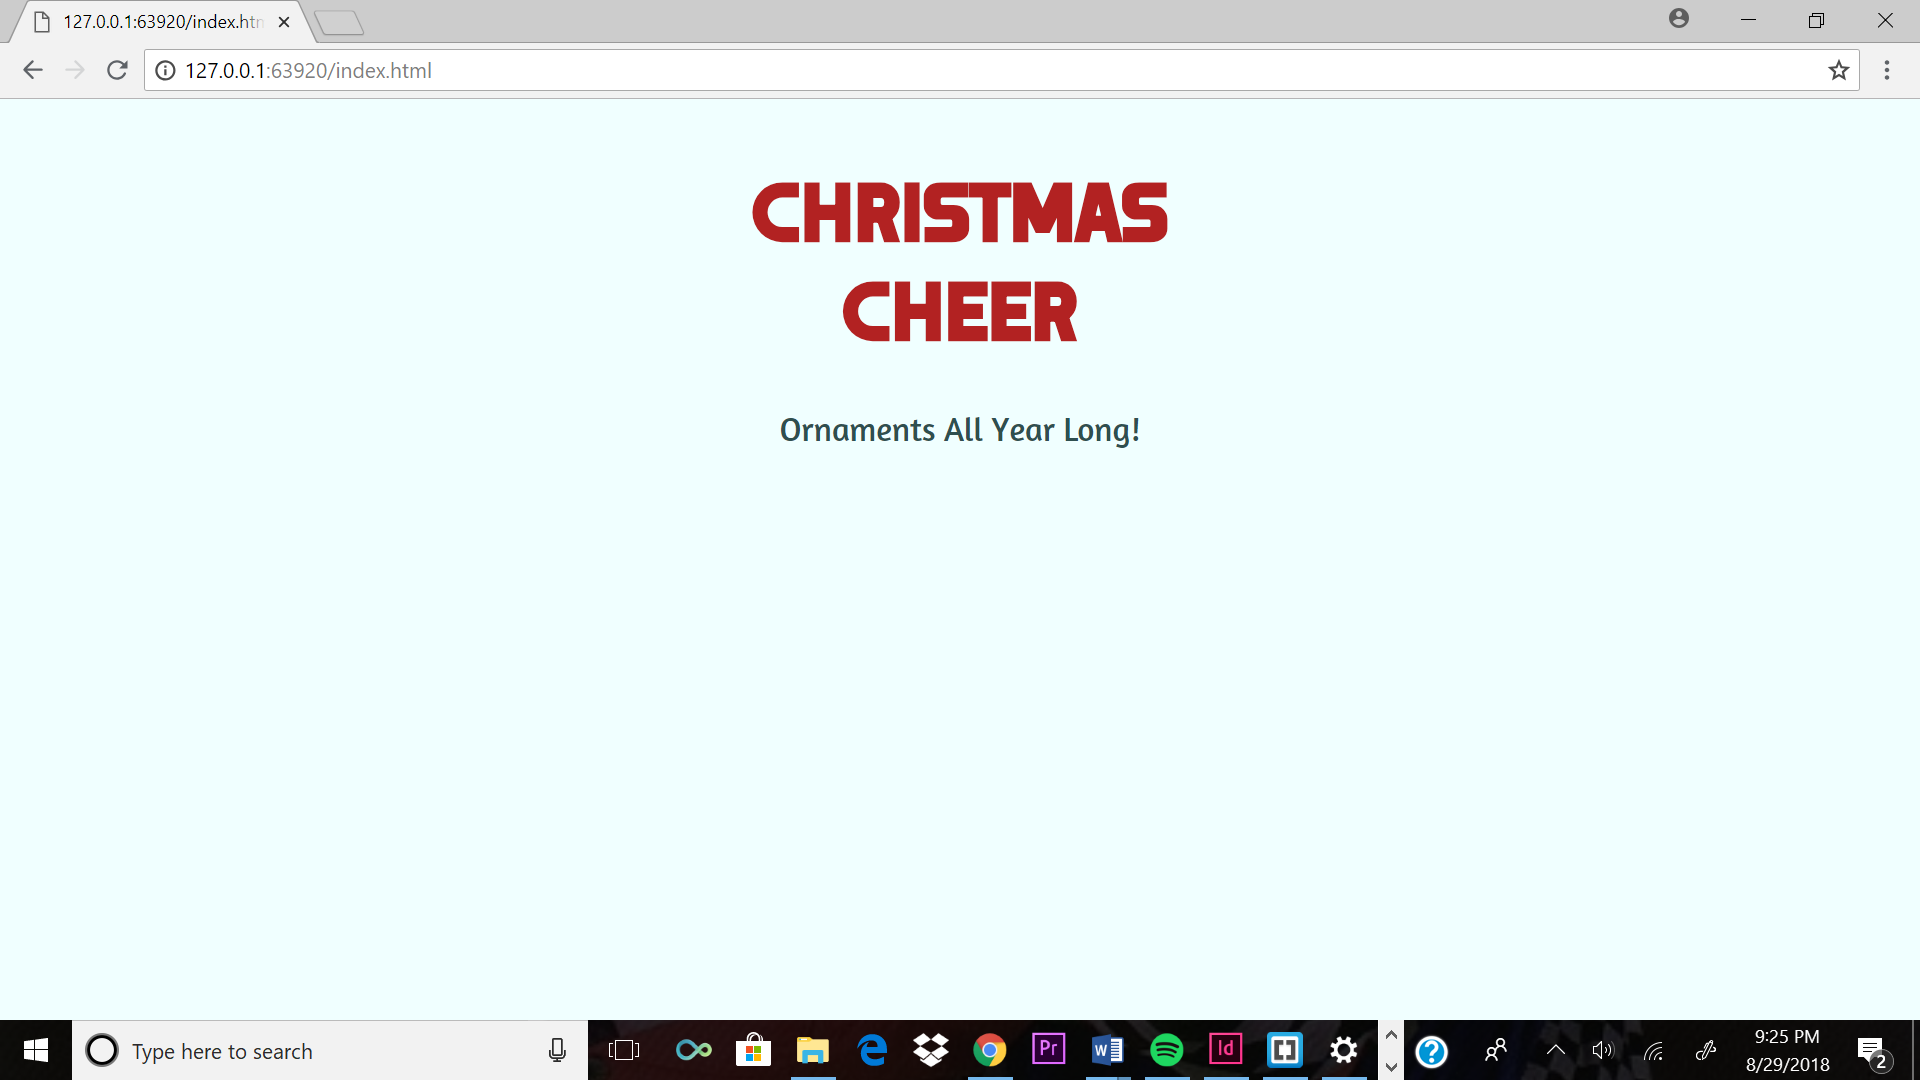 127.0.0.1:63920/index.htm
127.0.0.1:63920/index.html
CHRISTMAS
CHEER
Ornaments All Year Long!
Type here to search
Pr
W
Id
?
9:25 PM
8/29/2018
2